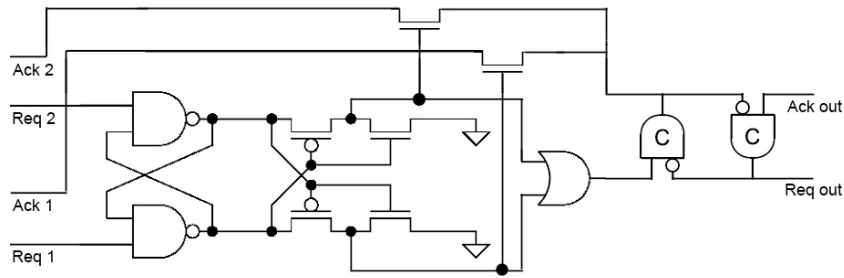 Ack 2
Req 2
Ack out
C
C
Req out
Ack 1
Req 1